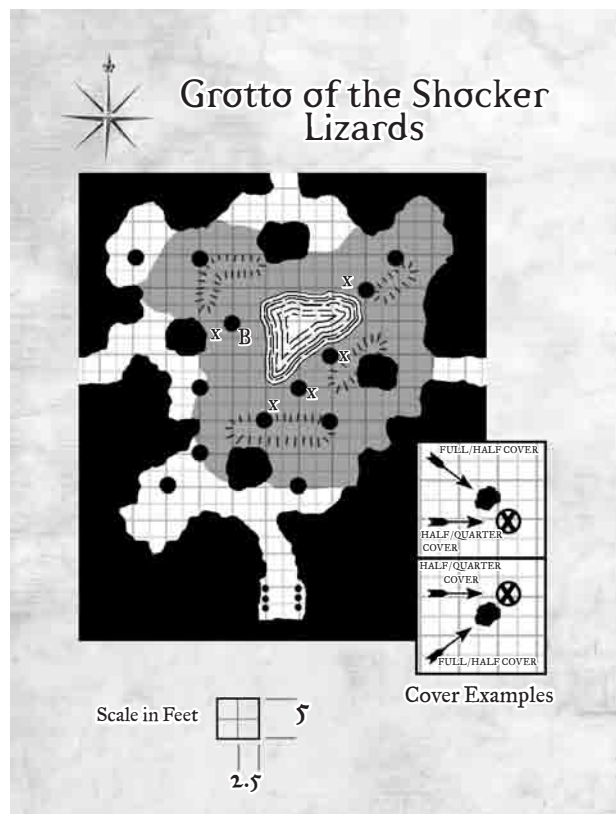 Grotto of the Shocker
Lizards
x
x
B
x
x
x
FULL/HALF COVER
HALF/QUARTER
COVER
HALF/QUARTER
COVER
FULL/HALF COVER
Cover Examples
Scale in Feet
5
2.5